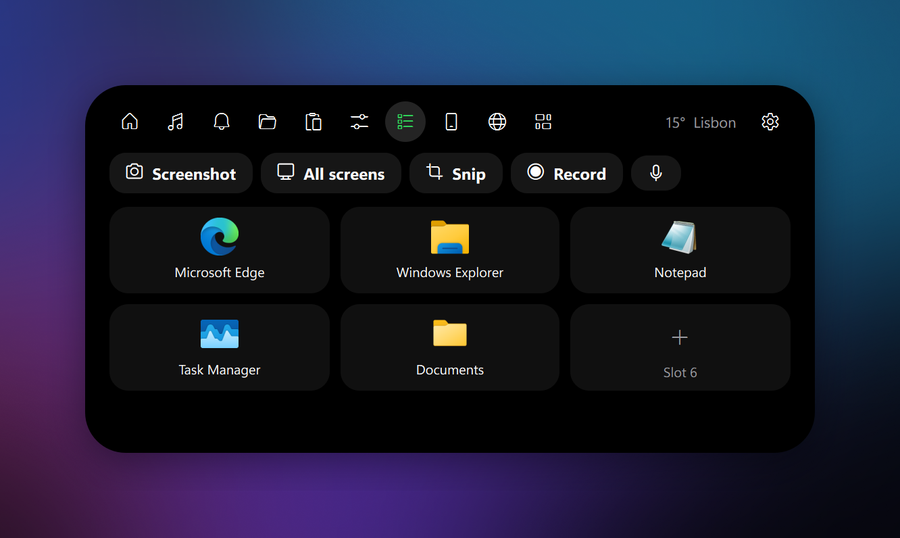 15° Lisbon
Screenshot All screens Snip Record
Microsoft Edge Windows Explorer Notepad
Task Manager Documents Slot 6